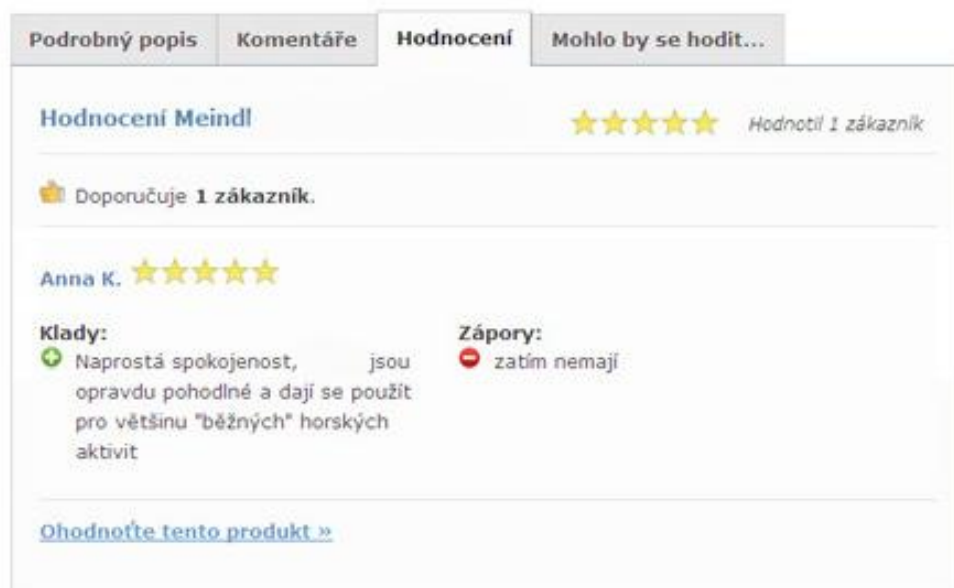 Podrobný popis Komentáře Hodnocení Mohlo by se hodit...
Hodnocení Meindl Hodnotil 1 zákazník
Doporučuje 1 zákazník.
Anna K.
Klady: Zápory:
Naprostá spokojenost, jsou zatím nemají
opravdu pohodlné a dají se použít
pro většinu "běžných" horských
aktivit
Ohodnoťte tento produkt »